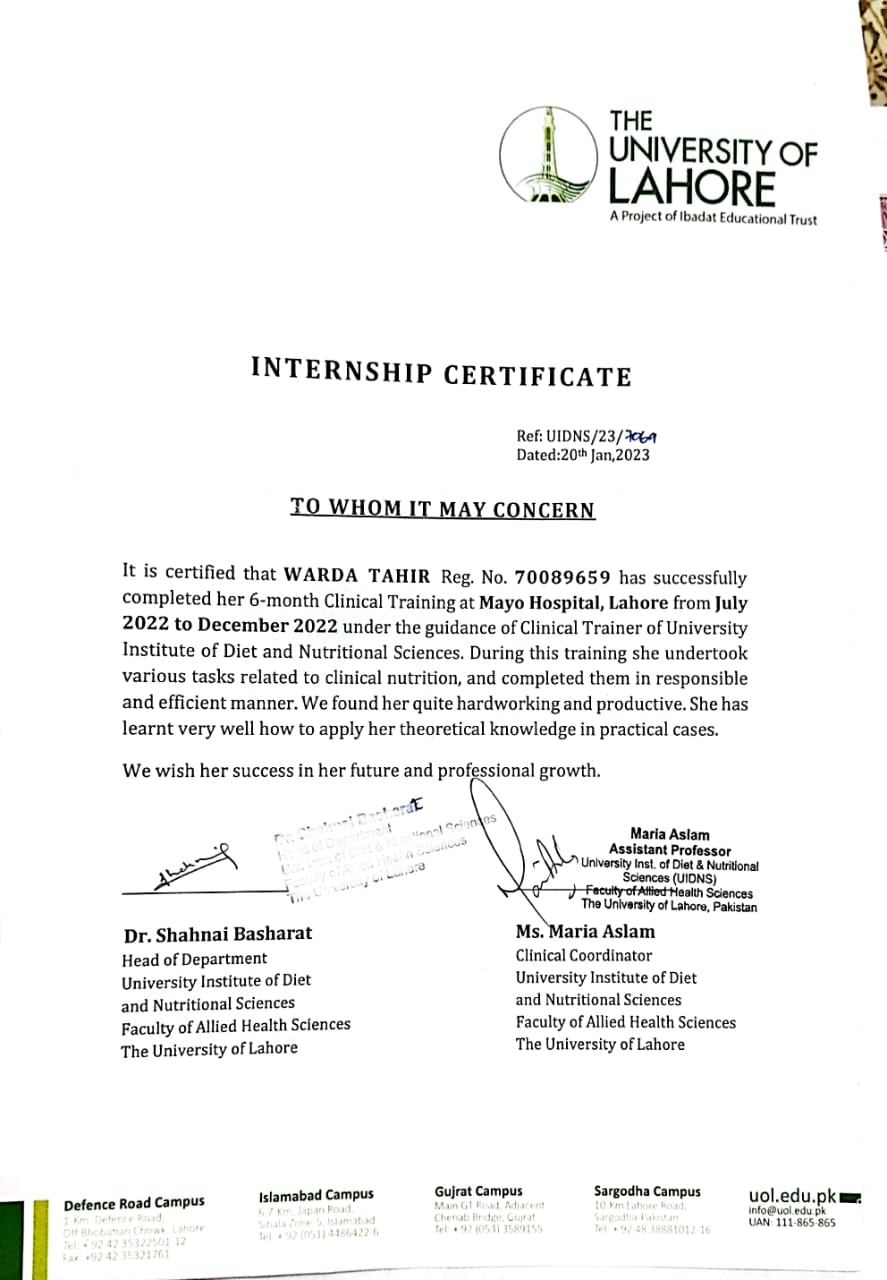 THE
UNIVERSITY OF
LAHORE
A Project of Ibadat Educational Trust
INTERNSHIP CERTIFICATE
Ref: UIDNS/23/7069
Dated:20th Jan,2023
TO WHOM IT MAY CONCERN
It is certified that WARDA TAHIR Reg. No. 70089659 has successfully
completed her 6-month Clinical Training at Mayo Hospital, Lahore from July
2022 to December 2022 under the guidance of Clinical Trainer of University
Institute of Diet and Nutritional Sciences. During this training she undertook
various tasks related to clinical nutrition, and completed them in responsible
and efficient manner. We found her quite hardworking and productive. She has
learnt very well how to apply her theoretical knowledge in practical cases.
We wish her success in her future and professional growth.
Dr. Shahnai Basharat
Head of Department
Uni. Inst. of Diet & Nutritional Sciences
Faculty of Allied Health Sciences
The University of Lahore
Maria Aslam
Assistant Professor
University Inst. of Diet & Nutritional
Sciences (UIDNS)
Faculty of Allied Health Sciences
The University of Lahore, Pakistan
Dr. Shahnai Basharat
Head of Department
University Institute of Diet
and Nutritional Sciences
Faculty of Allied Health Sciences
The University of Lahore
Ms. Maria Aslam
Clinical Coordinator
University Institute of Diet
and Nutritional Sciences
Faculty of Allied Health Sciences
The University of Lahore
Defence Road Campus
1 Km. Defence Road,
Off Bhobatian Chowk, Lahore
Tel: +92 42 35322501-12
Fax: +92 42 35321761
Islamabad Campus
6.7 Km, Japan Road,
Sihala Zone-5, Islamabad
Tel: +92 (051) 4486422-6
Gujrat Campus
Main GT Road, Adjacent
Chenab Bridge, Gujrat
Tel: +92 (053) 3589155
Sargodha Campus
10 Km Lahore Road,
Sargodha-Pakistan
Tel: +92 48 38881012-16
uol.edu.pk
info@uol.edu.pk
UAN: 111-865-865